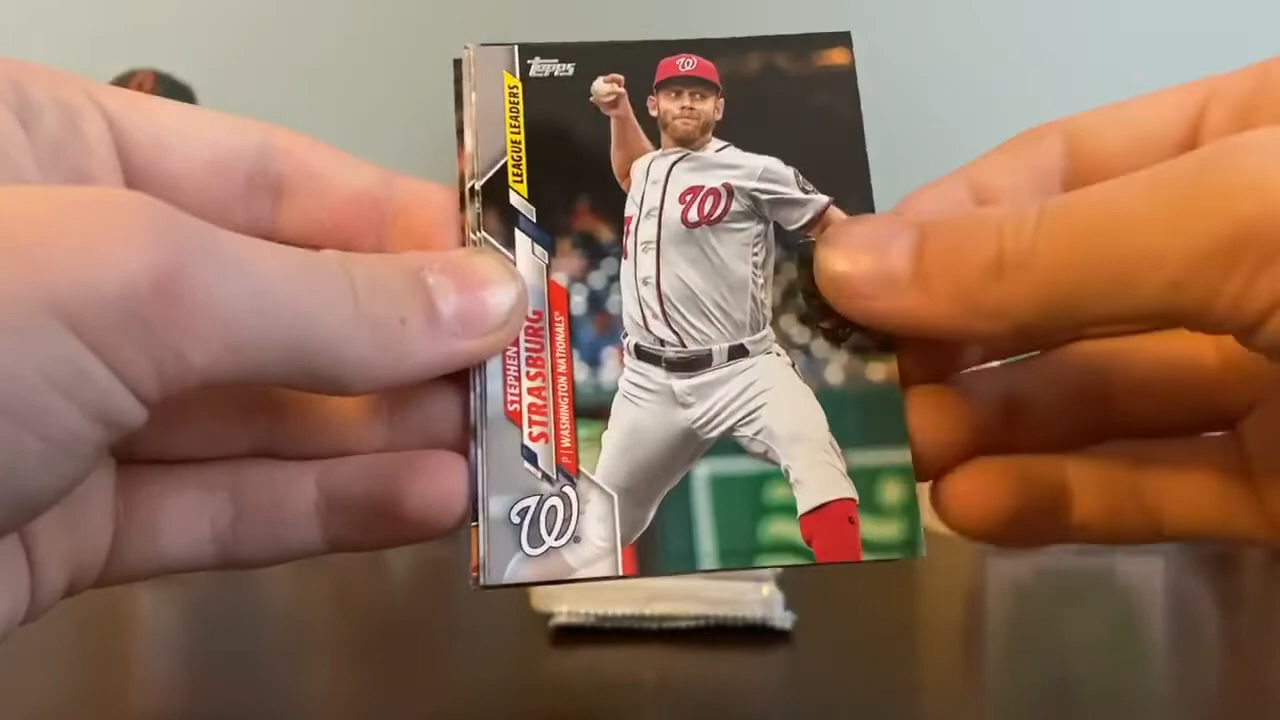 Topps
LEAGUE LEADERS
STEPHEN
STRASBURG
P | WASHINGTON NATIONALS®
W®
W
W